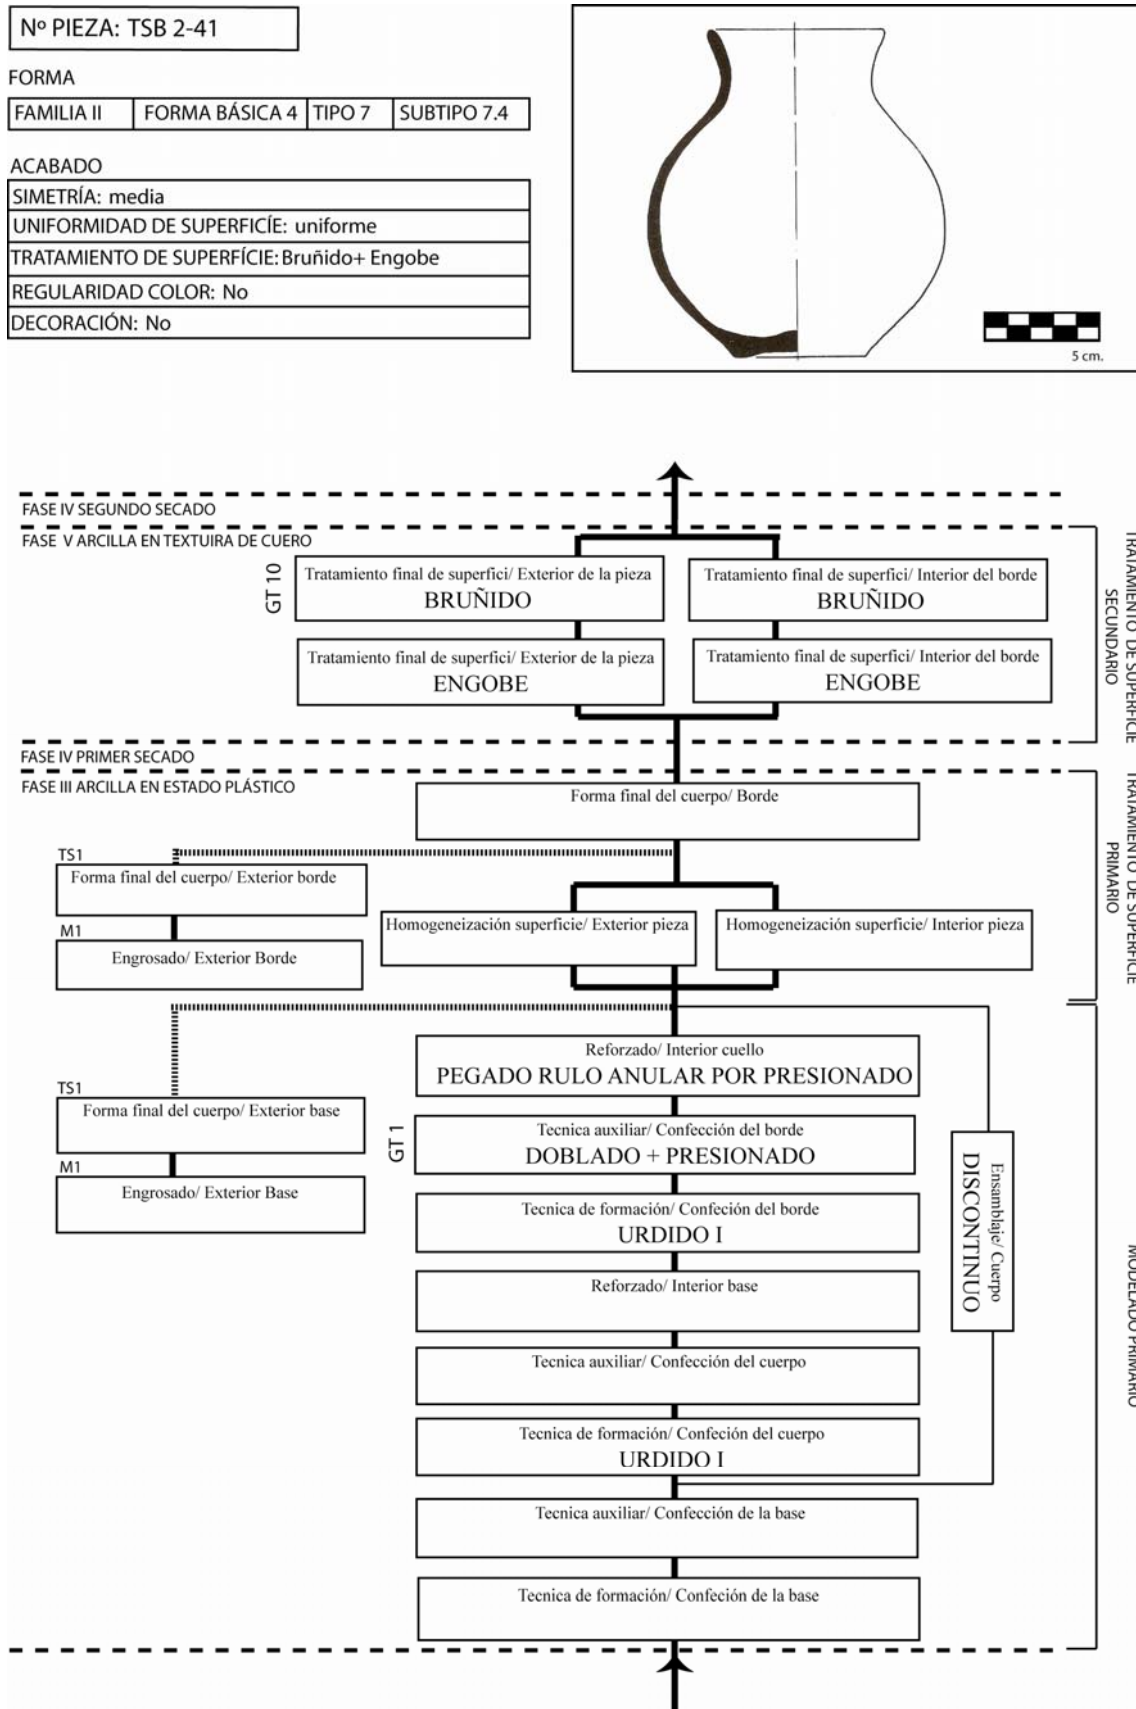 Nº PIEZA: TSB 2-41
FORMA
FAMILIA II
FORMA BÁSICA 4
TIPO 7
SUBTIPO 7.4
ACABADO
SIMETRÍA: media
UNIFORMIDAD DE SUPERFICÍE: uniforme
TRATAMIENTO DE SUPERFÍCIE: Bruñido+ Engobe
REGULARIDAD COLOR: No
DECORACIÓN: No
5 cm.
FASE IV SEGUNDO SECADO
FASE V ARCILLA EN TEXTUIRA DE CUERO
GT 10
Tratamiento final de superfici/ Exterior de la pieza
BRUÑIDO
Tratamiento final de superfici/ Interior del borde
BRUÑIDO
Tratamiento final de superfici/ Exterior de la pieza
ENGOBE
Tratamiento final de superfici/ Interior del borde
ENGOBE
TRATAMIENTO DE SUPERFICIE
SECUNDARIO
FASE IV PRIMER SECADO
FASE III ARCILLA EN ESTADO PLÁSTICO
Forma final del cuerpo/ Borde
TS1
Forma final del cuerpo/ Exterior borde
M1
Engrosado/ Exterior Borde
Homogeneización superficie/ Exterior pieza
Homogeneización superficie/ Interior pieza
TRATAMIENTO DE SUPERFICIE
PRIMARIO
Reforzado/ Interior cuello
PEGADO RULO ANULAR POR PRESIONADO
TS1
Forma final del cuerpo/ Exterior base
M1
Engrosado/ Exterior Base
GT 1
Tecnica auxiliar/ Confección del borde
DOBLADO + PRESIONADO
Tecnica de formación/ Confeción del borde
URDIDO I
Reforzado/ Interior base
Tecnica auxiliar/ Confección del cuerpo
Tecnica de formación/ Confeción del cuerpo
URDIDO I
Tecnica auxiliar/ Confección de la base
Tecnica de formación/ Confeción de la base
Ensamblaje/ Cuerpo
DISCONTINUO
MODELADO PRIMARIO